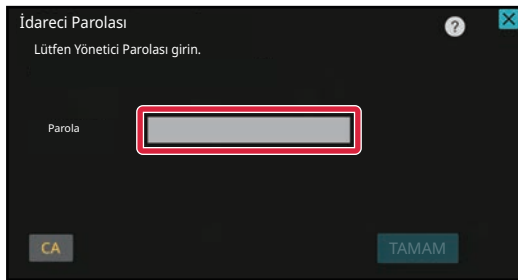 İdareci Parolası
?
Lütfen Yönetici Parolası girin.
Parola
CA
TAMAM